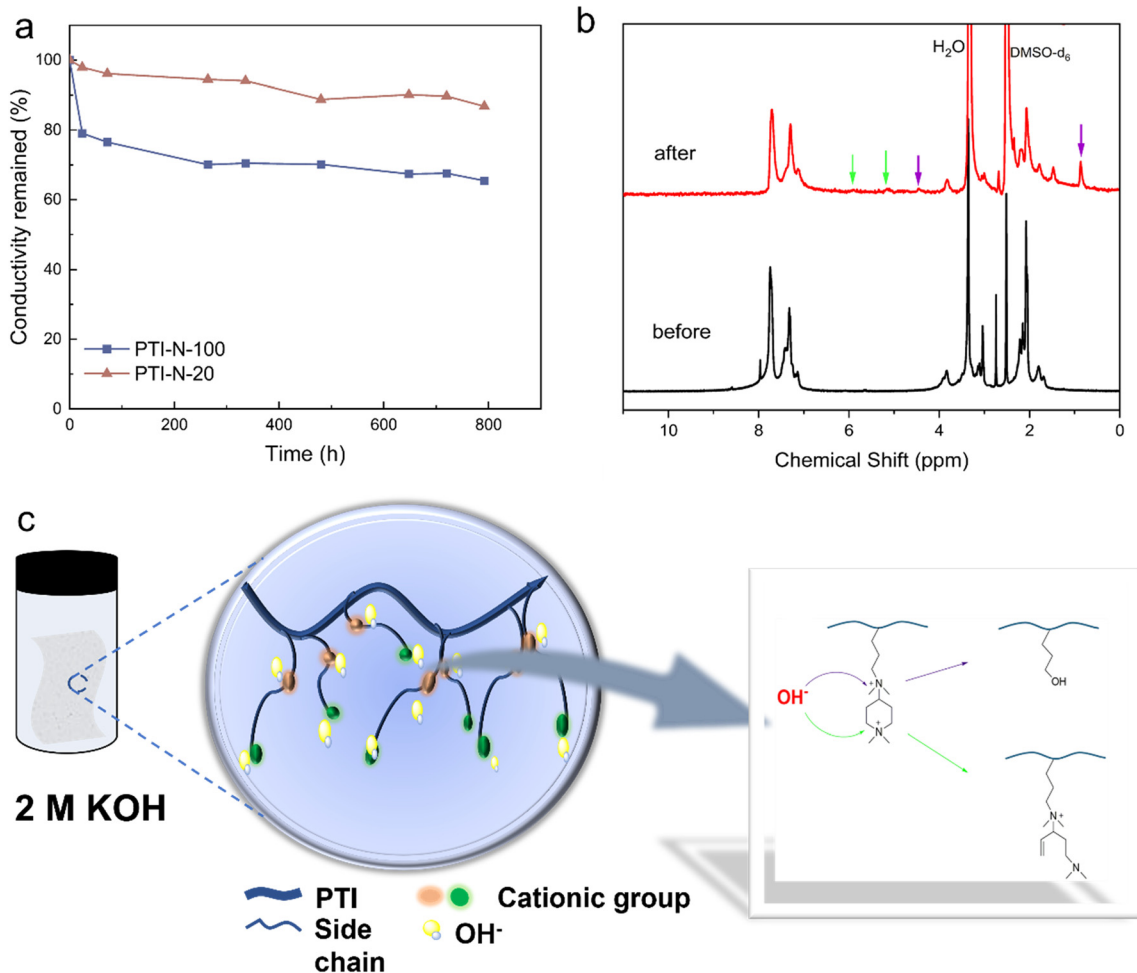 a
Conductivity remained (%)
100
80
60
40
20
0
PTI-N-100
PTI-N-20
0
200
400
600
800
Time (h)
b
H₂O
DMSO-d₆
after
before
10
8
6
4
2
0
Chemical Shift (ppm)
c
2 M KOH
PTI
Side
chain
Cationic group
OH⁻
OH⁻
N⁺
N⁺
OH
N⁺
N